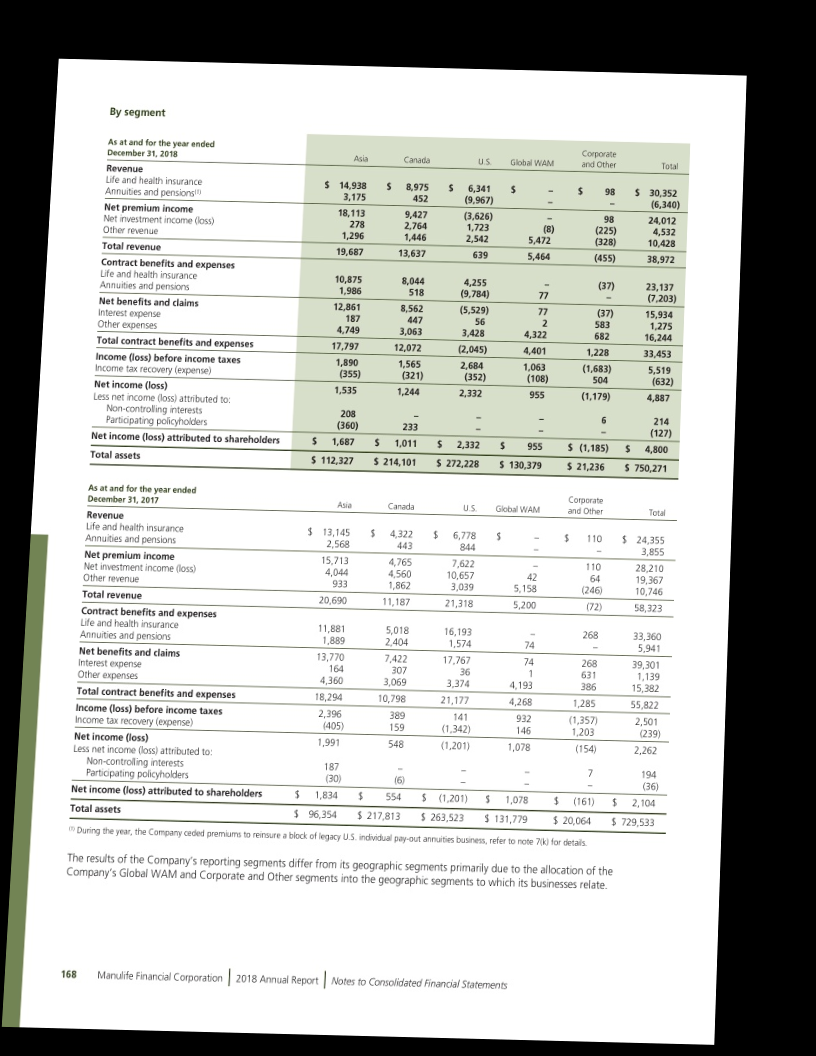 By segment
As at and for the year ended
December 31, 2018 Asia Canada U.S. Global WAM Corporate and Other Total
Revenue
Life and health insurance $ 14,938 $ 8,975 $ 6,341 $ – $ 98 $ 30,352
Annuities and pensions(1) 3,175 452 (9,967) – – (6,340)
Net premium income 18,113 9,427 (3,626) – 98 24,012
Net investment income (loss) 278 2,764 1,723 (8) (225) 4,532
Other revenue 1,296 1,446 2,542 5,472 (328) 10,428
Total revenue 19,687 13,637 639 5,464 (455) 38,972
Contract benefits and expenses
Life and health insurance 10,875 8,044 4,255 – (37) 23,137
Annuities and pensions 1,986 518 (9,784) 77 – (7,203)
Net benefits and claims 12,861 8,562 (5,529) 77 (37) 15,934
Interest expense 187 447 56 2 583 1,275
Other expenses 4,749 3,063 3,428 4,322 682 16,244
Total contract benefits and expenses 17,797 12,072 (2,045) 4,401 1,228 33,453
Income (loss) before income taxes 1,890 1,565 2,684 1,063 (1,683) 5,519
Income tax recovery (expense) (355) (321) (352) (108) 504 (632)
Net income (loss) 1,535 1,244 2,332 955 (1,179) 4,887
Less net income (loss) attributed to:
Non-controlling interests 208 – – – 6 214
Participating policyholders (360) 233 – – – (127)
Net income (loss) attributed to shareholders $ 1,687 $ 1,011 $ 2,332 $ 955 $ (1,185) $ 4,800
Total assets $ 112,327 $ 214,101 $ 272,228 $ 130,379 $ 21,236 $ 750,271
As at and for the year ended
December 31, 2017 Asia Canada U.S. Global WAM Corporate and Other Total
Revenue
Life and health insurance $ 13,145 $ 4,322 $ 6,778 $ – $ 110 $ 24,355
Annuities and pensions 2,568 443 844 – – 3,855
Net premium income 15,713 4,765 7,622 – 110 28,210
Net investment income (loss) 4,044 4,560 10,657 42 64 19,367
Other revenue 933 1,862 3,039 5,158 (246) 10,746
Total revenue 20,690 11,187 21,318 5,200 (72) 58,323
Contract benefits and expenses
Life and health insurance 11,881 5,018 16,193 – 268 33,360
Annuities and pensions 1,889 2,404 1,574 74 – 5,941
Net benefits and claims 13,770 7,422 17,767 74 268 39,301
Interest expense 164 307 36 1 631 1,139
Other expenses 4,360 3,069 3,374 4,193 386 15,382
Total contract benefits and expenses 18,294 10,798 21,177 4,268 1,285 55,822
Income (loss) before income taxes 2,396 389 141 932 (1,357) 2,501
Income tax recovery (expense) (405) 159 (1,342) 146 1,203 (239)
Net income (loss) 1,991 548 (1,201) 1,078 (154) 2,262
Less net income (loss) attributed to:
Non-controlling interests 187 – – – 7 194
Participating policyholders (30) (6) – – – (36)
Net income (loss) attributed to shareholders $ 1,834 $ 554 $ (1,201) $ 1,078 $ (161) $ 2,104
Total assets $ 96,354 $ 217,813 $ 263,523 $ 131,779 $ 20,064 $ 729,533
(1) During the year, the Company ceded premiums to reinsure a block of legacy U.S. individual pay-out annuities business, refer to note 7(k) for details.
The results of the Company's reporting segments differ from its geographic segments primarily due to the allocation of the
Company's Global WAM and Corporate and Other segments into the geographic segments to which its businesses relate.
168 Manulife Financial Corporation | 2018 Annual Report | Notes to Consolidated Financial Statements